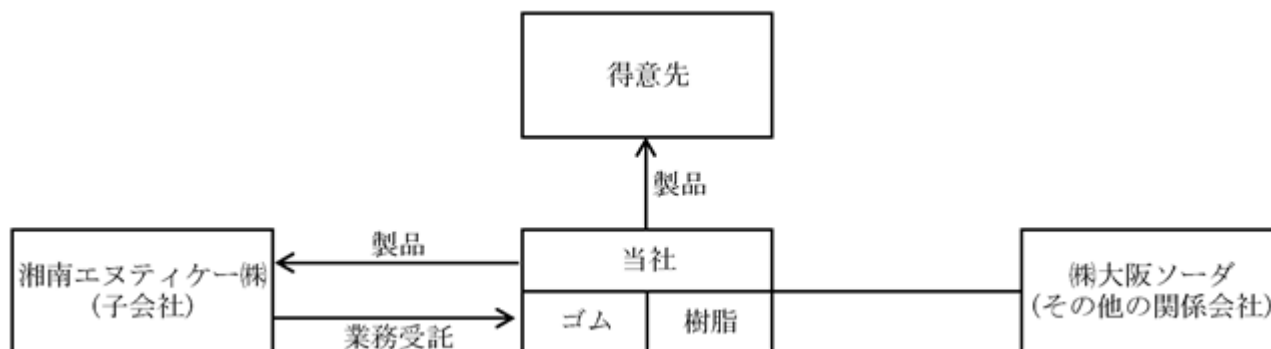 得意先
製品
製品
当社
湘南エヌティケー㈱
(子会社)
㈱大阪ソーダ
(その他の関係会社)
ゴム
樹脂
業務受託